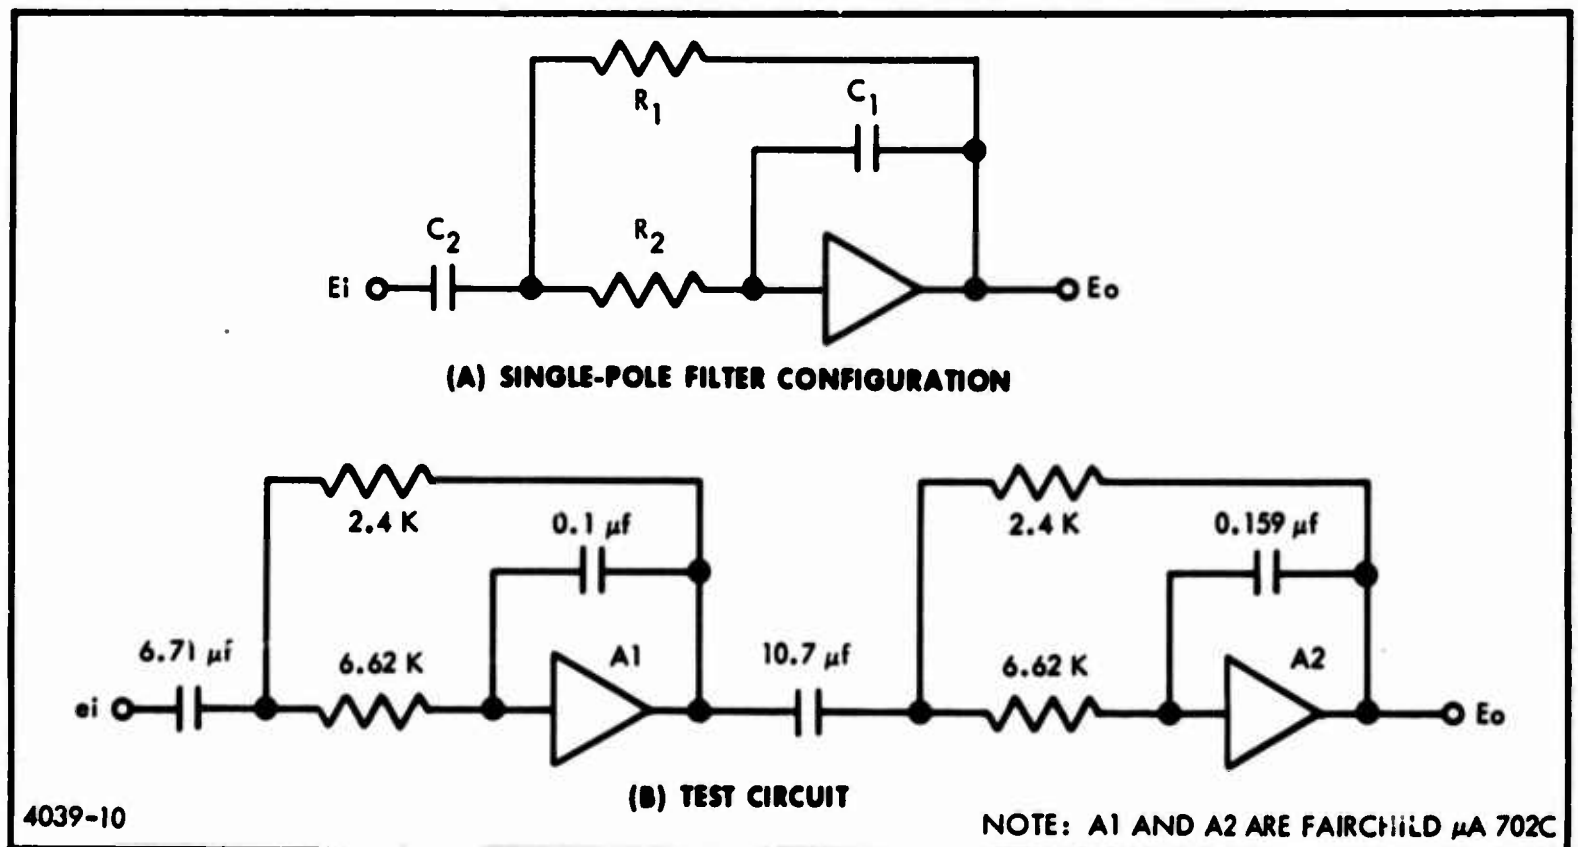 R1
C1
C2
R2
Ei
Eo
(A) SINGLE-POLE FILTER CONFIGURATION
2.4 K
0.1 μf
2.4 K
0.159 μf
6.71 μf
6.62 K
A1
10.7 μf
6.62 K
A2
ei
Eo
(B) TEST CIRCUIT
4039-10
NOTE: A1 AND A2 ARE FAIRCHILD μA 702C